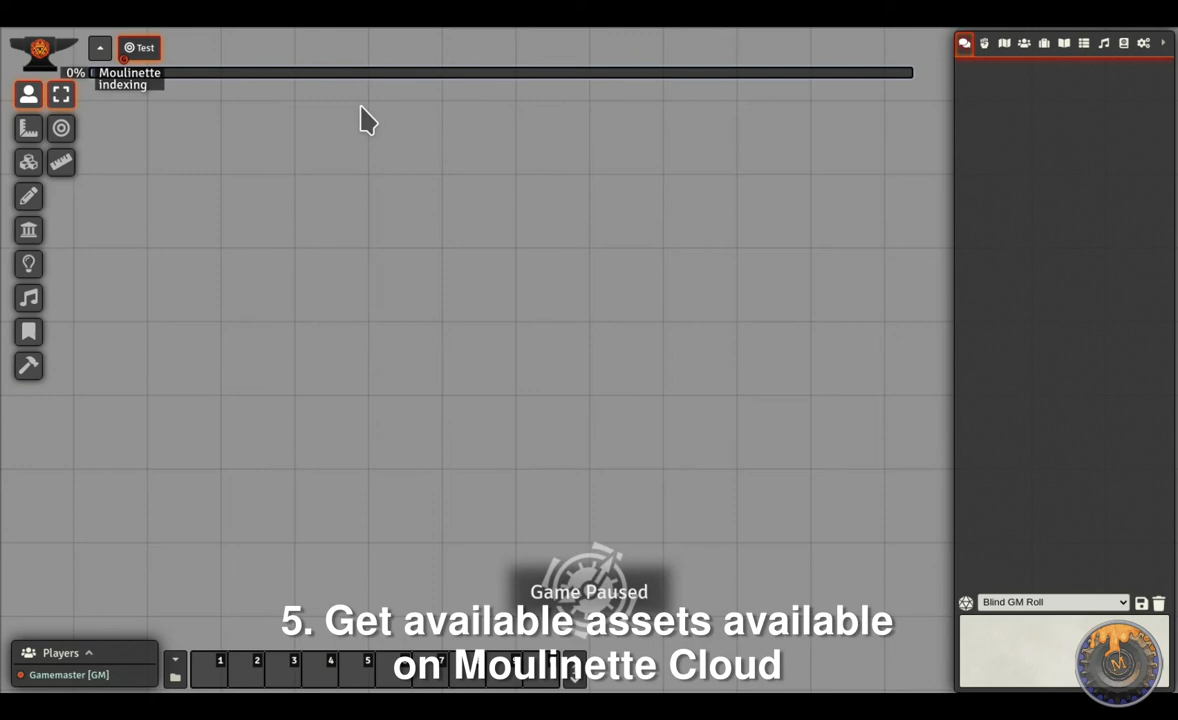 Test
0%
Moulinette
indexing
Game Paused
5. Get available assets available
on Moulinette Cloud
Blind GM Roll
Players
Gamemaster [GM]
1 2 3 4 5 7
M